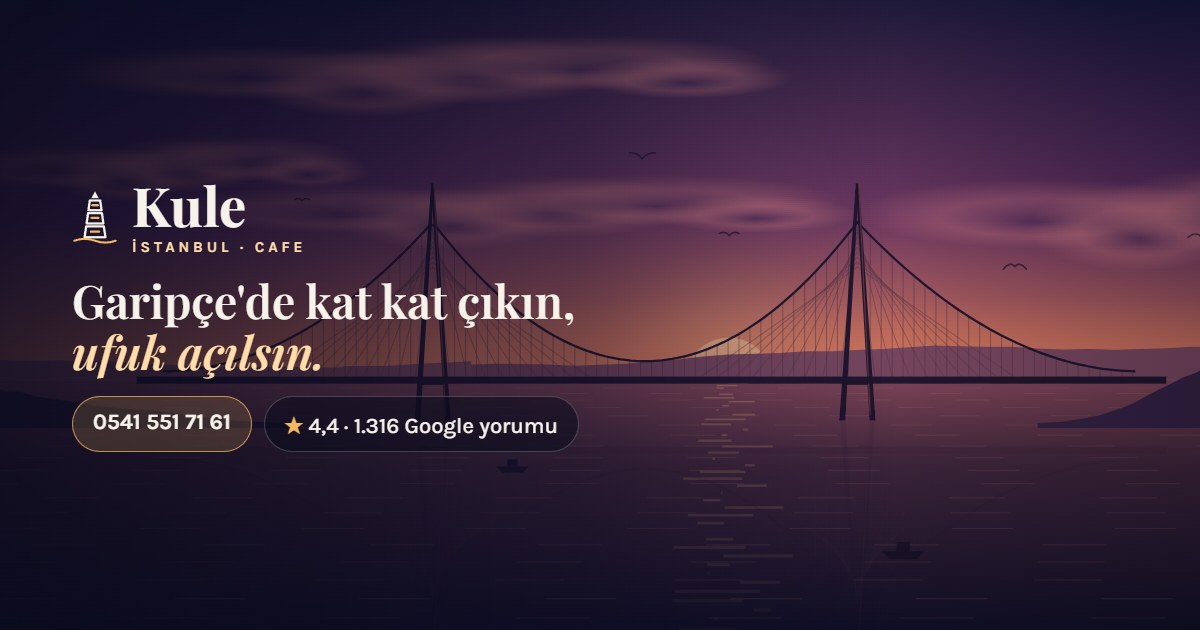 Kule
İSTANBUL · CAFE
Garipçe'de kat kat çıkın,
ufuk açılsın.
0541 551 71 61
★ 4,4 · 1.316 Google yorumu